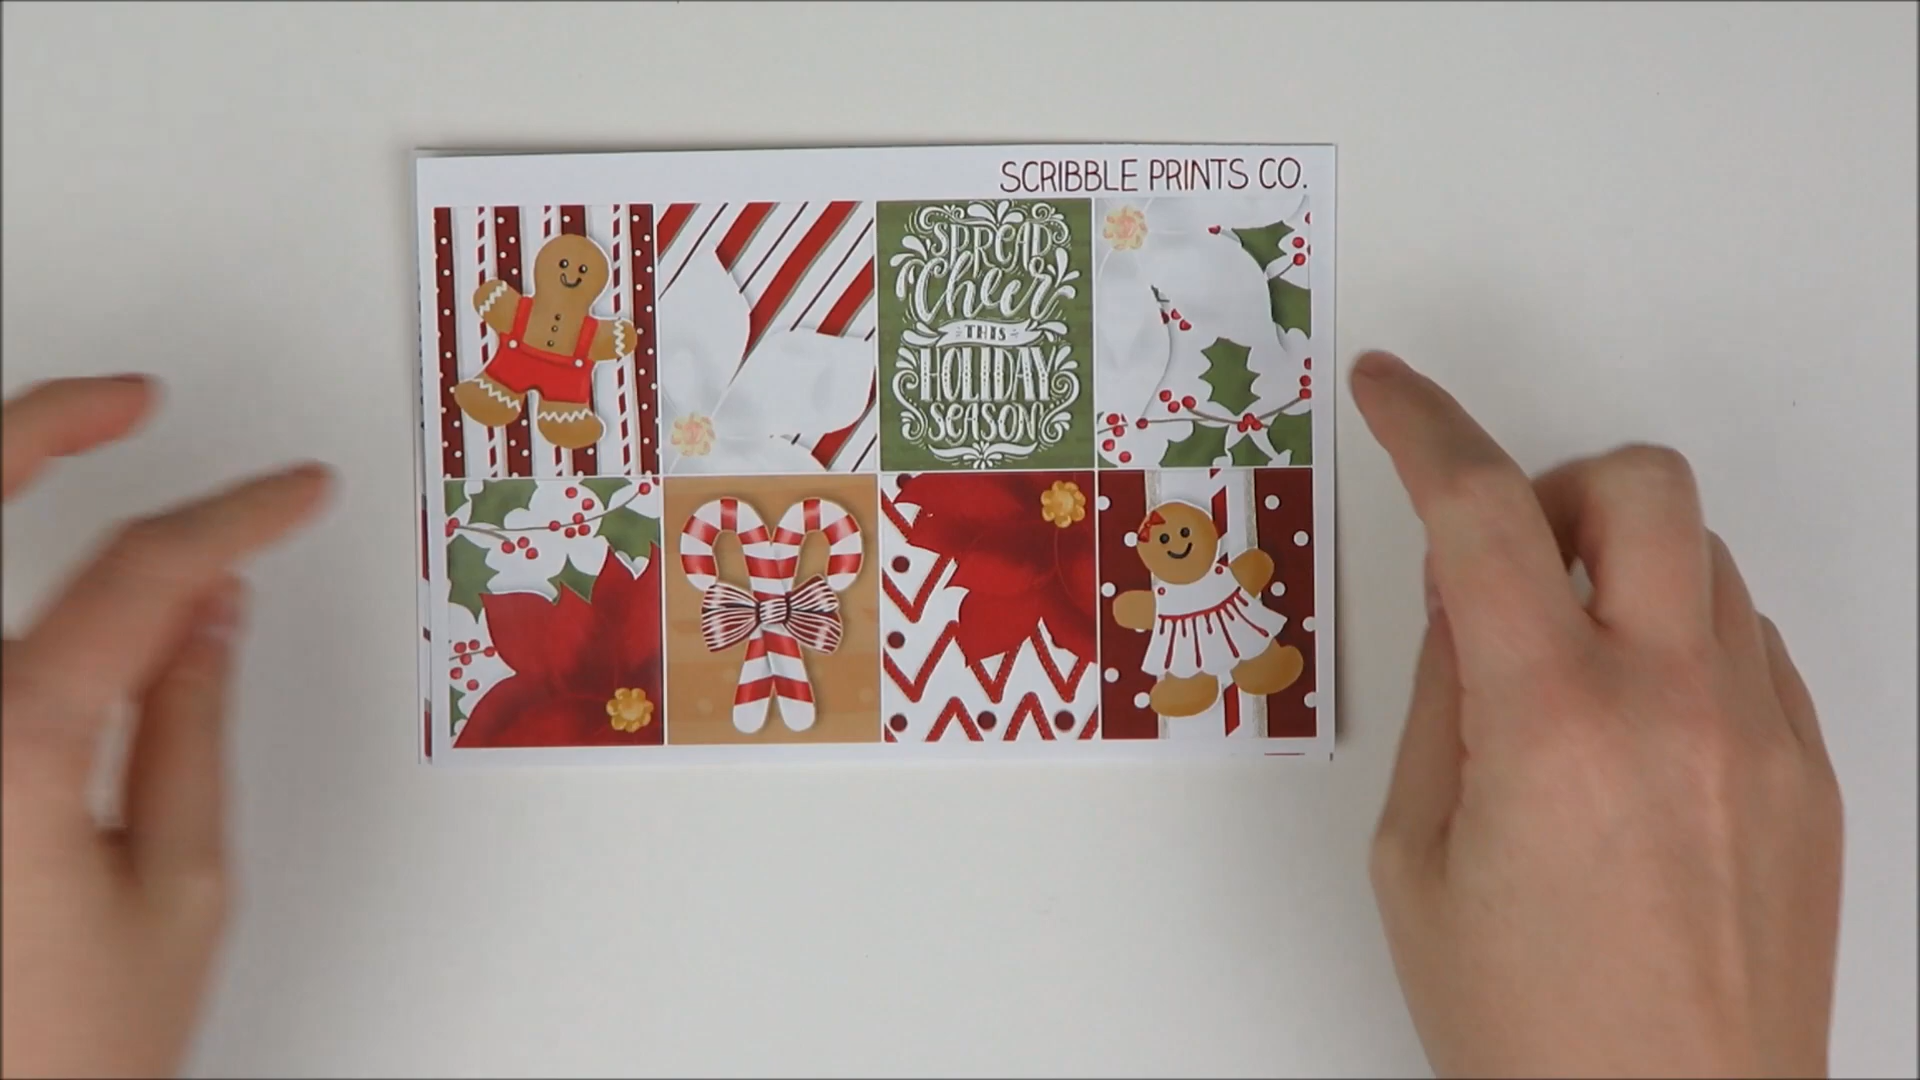 SCRIBBLE PRINTS CO.
SPREAD
Cheer
THIS
HOLIDAY
SEASON